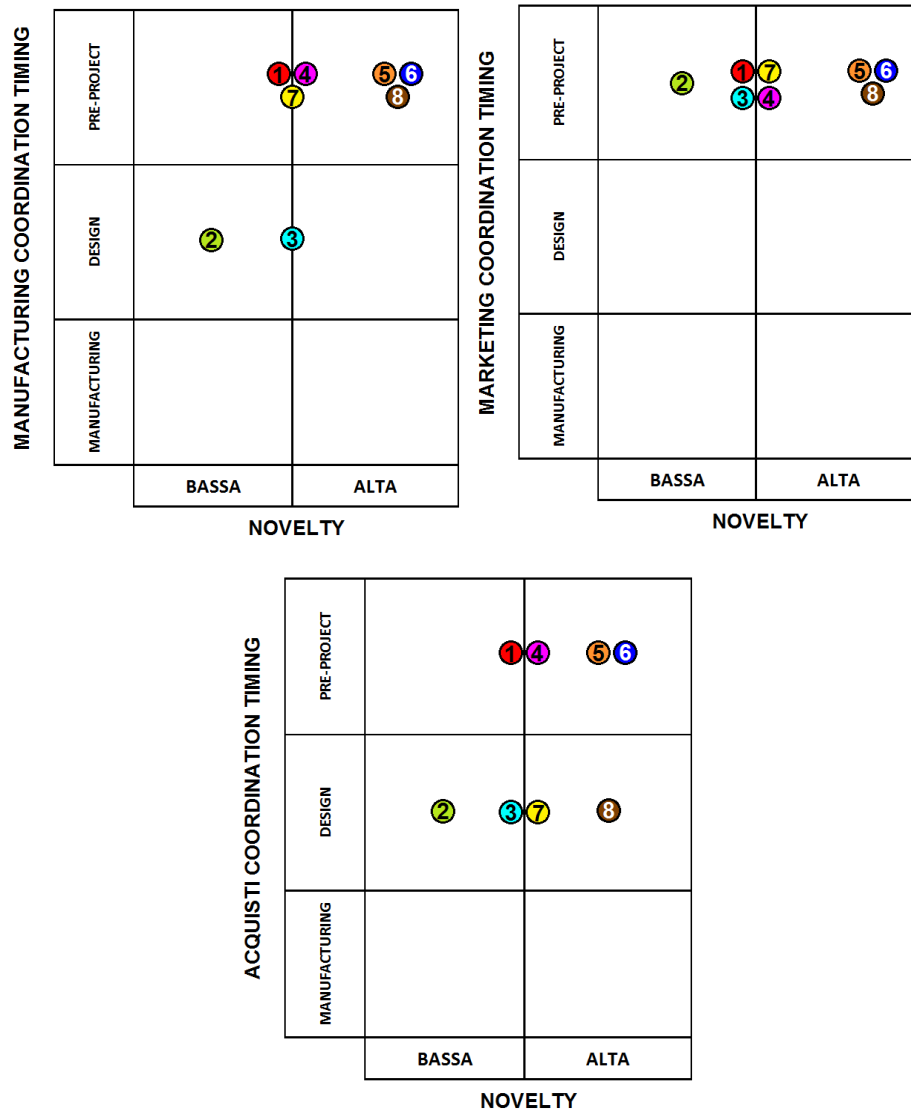 MANUFACTURING COORDINATION TIMING
PRE-PROJECT
DESIGN
MANUFACTURING
1 4
7
5 6
8
2
3
BASSA
ALTA
NOVELTY
MARKETING COORDINATION TIMING
PRE-PROJECT
DESIGN
MANUFACTURING
2
1 7
3 4
5 6
8
BASSA
ALTA
NOVELTY
ACQUISTI COORDINATION TIMING
PRE-PROJECT
DESIGN
MANUFACTURING
1 4
5 6
2
3 7
8
BASSA
ALTA
NOVELTY